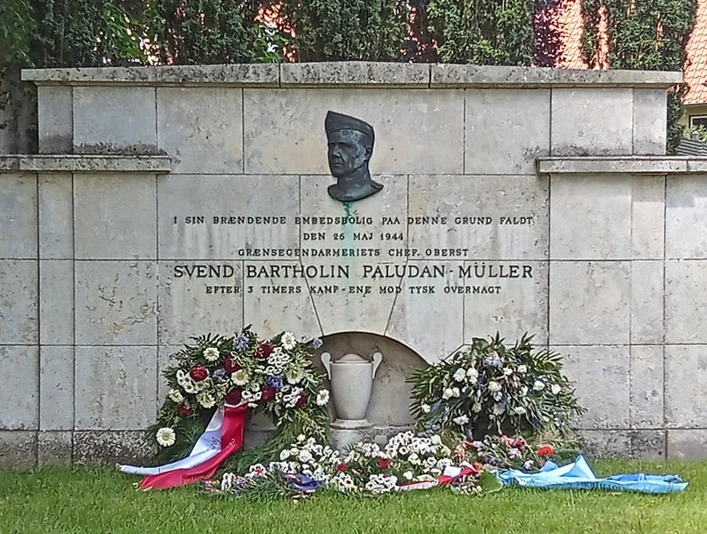 I SIN BRÆNDENDE EMBEDSBOLIG PAA DENNE GRUND FALDT
DEN 26 MAJ 1944
GRÆNSEGENDARMERIETS CHEF. OBERST
SVEND BARTHOLIN PALUDAN-MÜLLER
EFTER 3 TIMERS KAMP-ENE MOD TYSK OVERMAGT